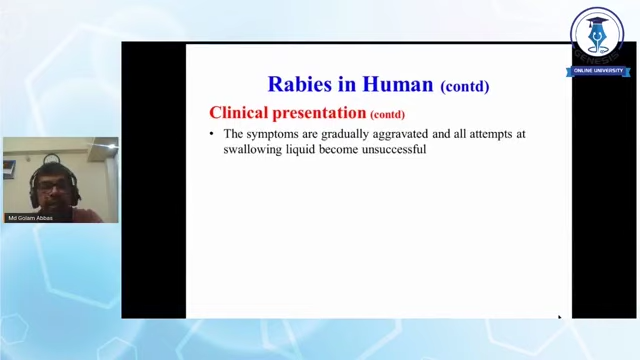 GENESIS
ONLINE UNIVERSITY
Rabies in Human (contd)
Clinical presentation (contd)
• The symptoms are gradually aggravated and all attempts at
swallowing liquid become unsuccessful
Md Golam Abbas